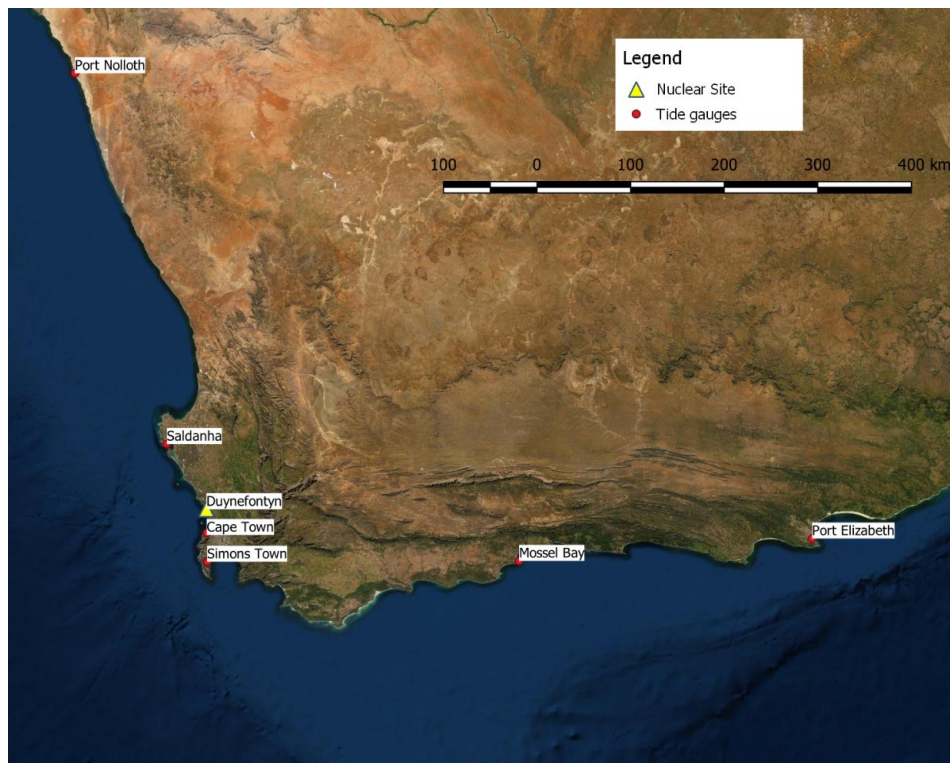 Port Nolloth
Legend
Nuclear Site
Tide gauges
100 0 100 200 300 400 km
Saldanha
Duynefontyn
Cape Town
Simons Town
Mossel Bay
Port Elizabeth